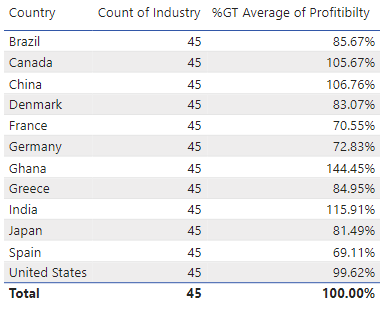 Country Count of Industry %GT Average of Profitibilty
Brazil 45 85.67%
Canada 45 105.67%
China 45 106.76%
Denmark 45 83.07%
France 45 70.55%
Germany 45 72.83%
Ghana 45 144.45%
Greece 45 84.95%
India 45 115.91%
Japan 45 81.49%
Spain 45 69.11%
United States 45 99.62%
Total 45 100.00%